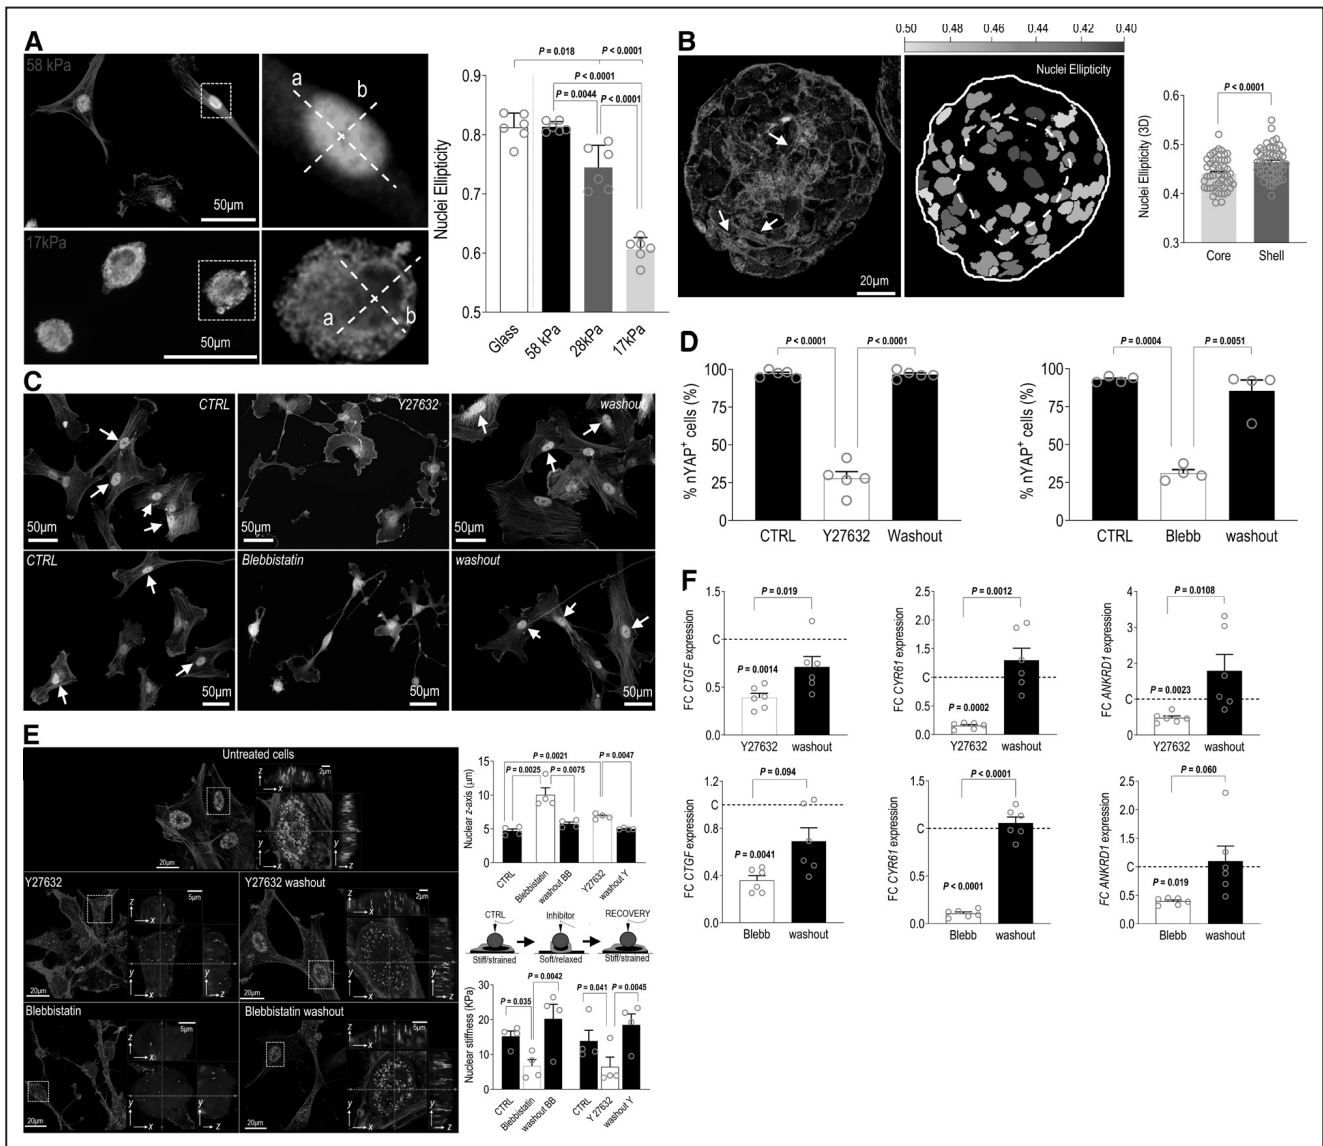 A
58 kPa
a
b
50µm
17kPa
a
b
50µm
P = 0.018
P < 0.0001
P < 0.0001
P = 0.0044
P < 0.0001
Nuclei Ellipticity
0.9
0.8
0.7
0.6
0.5
Glass
58 kPa
28kPa
17kPa
B
0.50
0.48
0.46
0.44
0.42
0.40
Nuclei Ellipticity
20µm
P < 0.0001
Nuclei Ellipticity (3D)
0.6
0.5
0.4
0.3
Core
Shell
C
CTRL
Y27632
washout
50µm
50µm
50µm
CTRL
Blebbistatin
washout
50µm
50µm
50µm
D
P < 0.0001
P < 0.0001
% nYAP+ cells (%)
100
75
50
25
0
CTRL
Y27632
Washout
P = 0.0004
P = 0.0051
% nYAP+ cells (%)
100
75
50
25
0
CTRL
Blebb
washout
E
Untreated cells
z
x
2µm
y
x
y
z
20µm
Y27632
z
x
5µm
y
x
y
z
20µm
Y27632 washout
z
x
2µm
y
x
y
z
20µm
Blebbistatin
z
x
5µm
y
x
y
z
20µm
Blebbistatin washout
z
x
5µm
y
x
y
z
20µm
P = 0.0021
P = 0.0047
P = 0.0025
P = 0.0075
Nuclear z-axis (µm)
15
10
5
0
CTRL
Blebbistatin
washout BB
Y27632
washout Y
CTRL
Inhibitor
RECOVERY
Stiff/strained
Soft/relaxed
Stiff/strained
P = 0.0042
P = 0.035
P = 0.041
P = 0.0045
Nuclear stiffness (KPa)
30
20
10
0
CTRL
Blebbistatin
washout BB
CTRL
Y 27632
washout Y
F
P = 0.019
P = 0.0014
FC CTGF expression
1.5
C
0.5
0.0
Y27632
washout
P = 0.0012
P = 0.0002
FC CYR61 expression
2.5
2.0
1.5
C
0.5
0.0
Y27632
washout
P = 0.0108
P = 0.0023
FC ANKRD1 expression
4
3
2
C
1
0
Y27632
washout
P = 0.094
P = 0.0041
FC CTGF expression
1.2
C
0.8
0.4
0.0
Blebb
washout
P < 0.0001
P < 0.0001
FC CYR61 expression
1.5
C
0.5
0.0
Blebb
washout
P = 0.060
P = 0.019
FC ANKRD1 expression
2.5
2.0
1.5
C
0.5
0.0
Blebb
washout